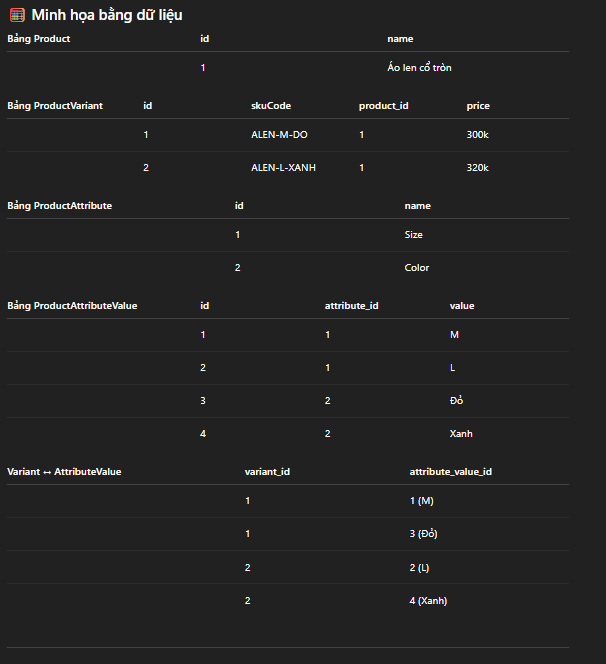 Minh họa bằng dữ liệu
Bảng Product id name
1 Áo len cổ tròn
Bảng ProductVariant id skuCode product_id price
1 ALEN-M-DO 1 300k
2 ALEN-L-XANH 1 320k
Bảng ProductAttribute id name
1 Size
2 Color
Bảng ProductAttributeValue id attribute_id value
1 1 M
2 1 L
3 2 Đỏ
4 2 Xanh
Variant ↔ AttributeValue variant_id attribute_value_id
1 1 (M)
1 3 (Đỏ)
2 2 (L)
2 4 (Xanh)